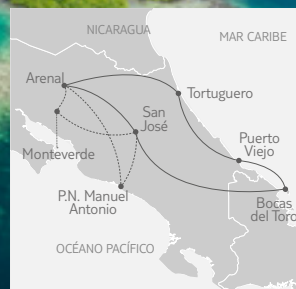 NICARAGUA
MAR CARIBE
Arenal
Tortuguero
San
José
Puerto
Viejo
Monteverde
P.N. Manuel
Antonio
Bocas
del Toro
OCÉANO PACÍFICO